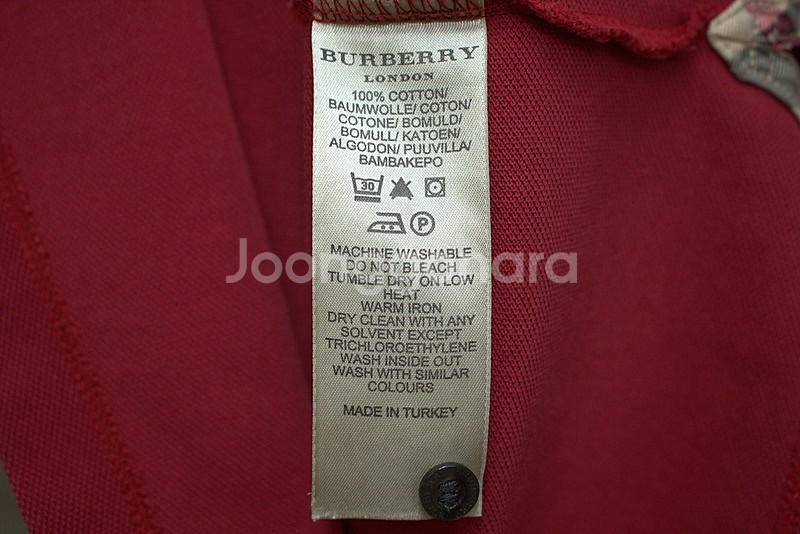 BURBERRY
LONDON
100% COTTON/
BAUMWOLLE/ COTON/
COTONE/ BOMULD/
BOMULL/ KATOEN/
ALGODON/ PUUVILLA/
BAMBAKEPO
30
P
MACHINE WASHABLE
DO NOT BLEACH
TUMBLE DRY ON LOW
HEAT
WARM IRON
DRY CLEAN WITH ANY
SOLVENT EXCEPT
TRICHLOROETHYLENE
WASH INSIDE OUT
WASH WITH SIMILAR
COLOURS
MADE IN TURKEY